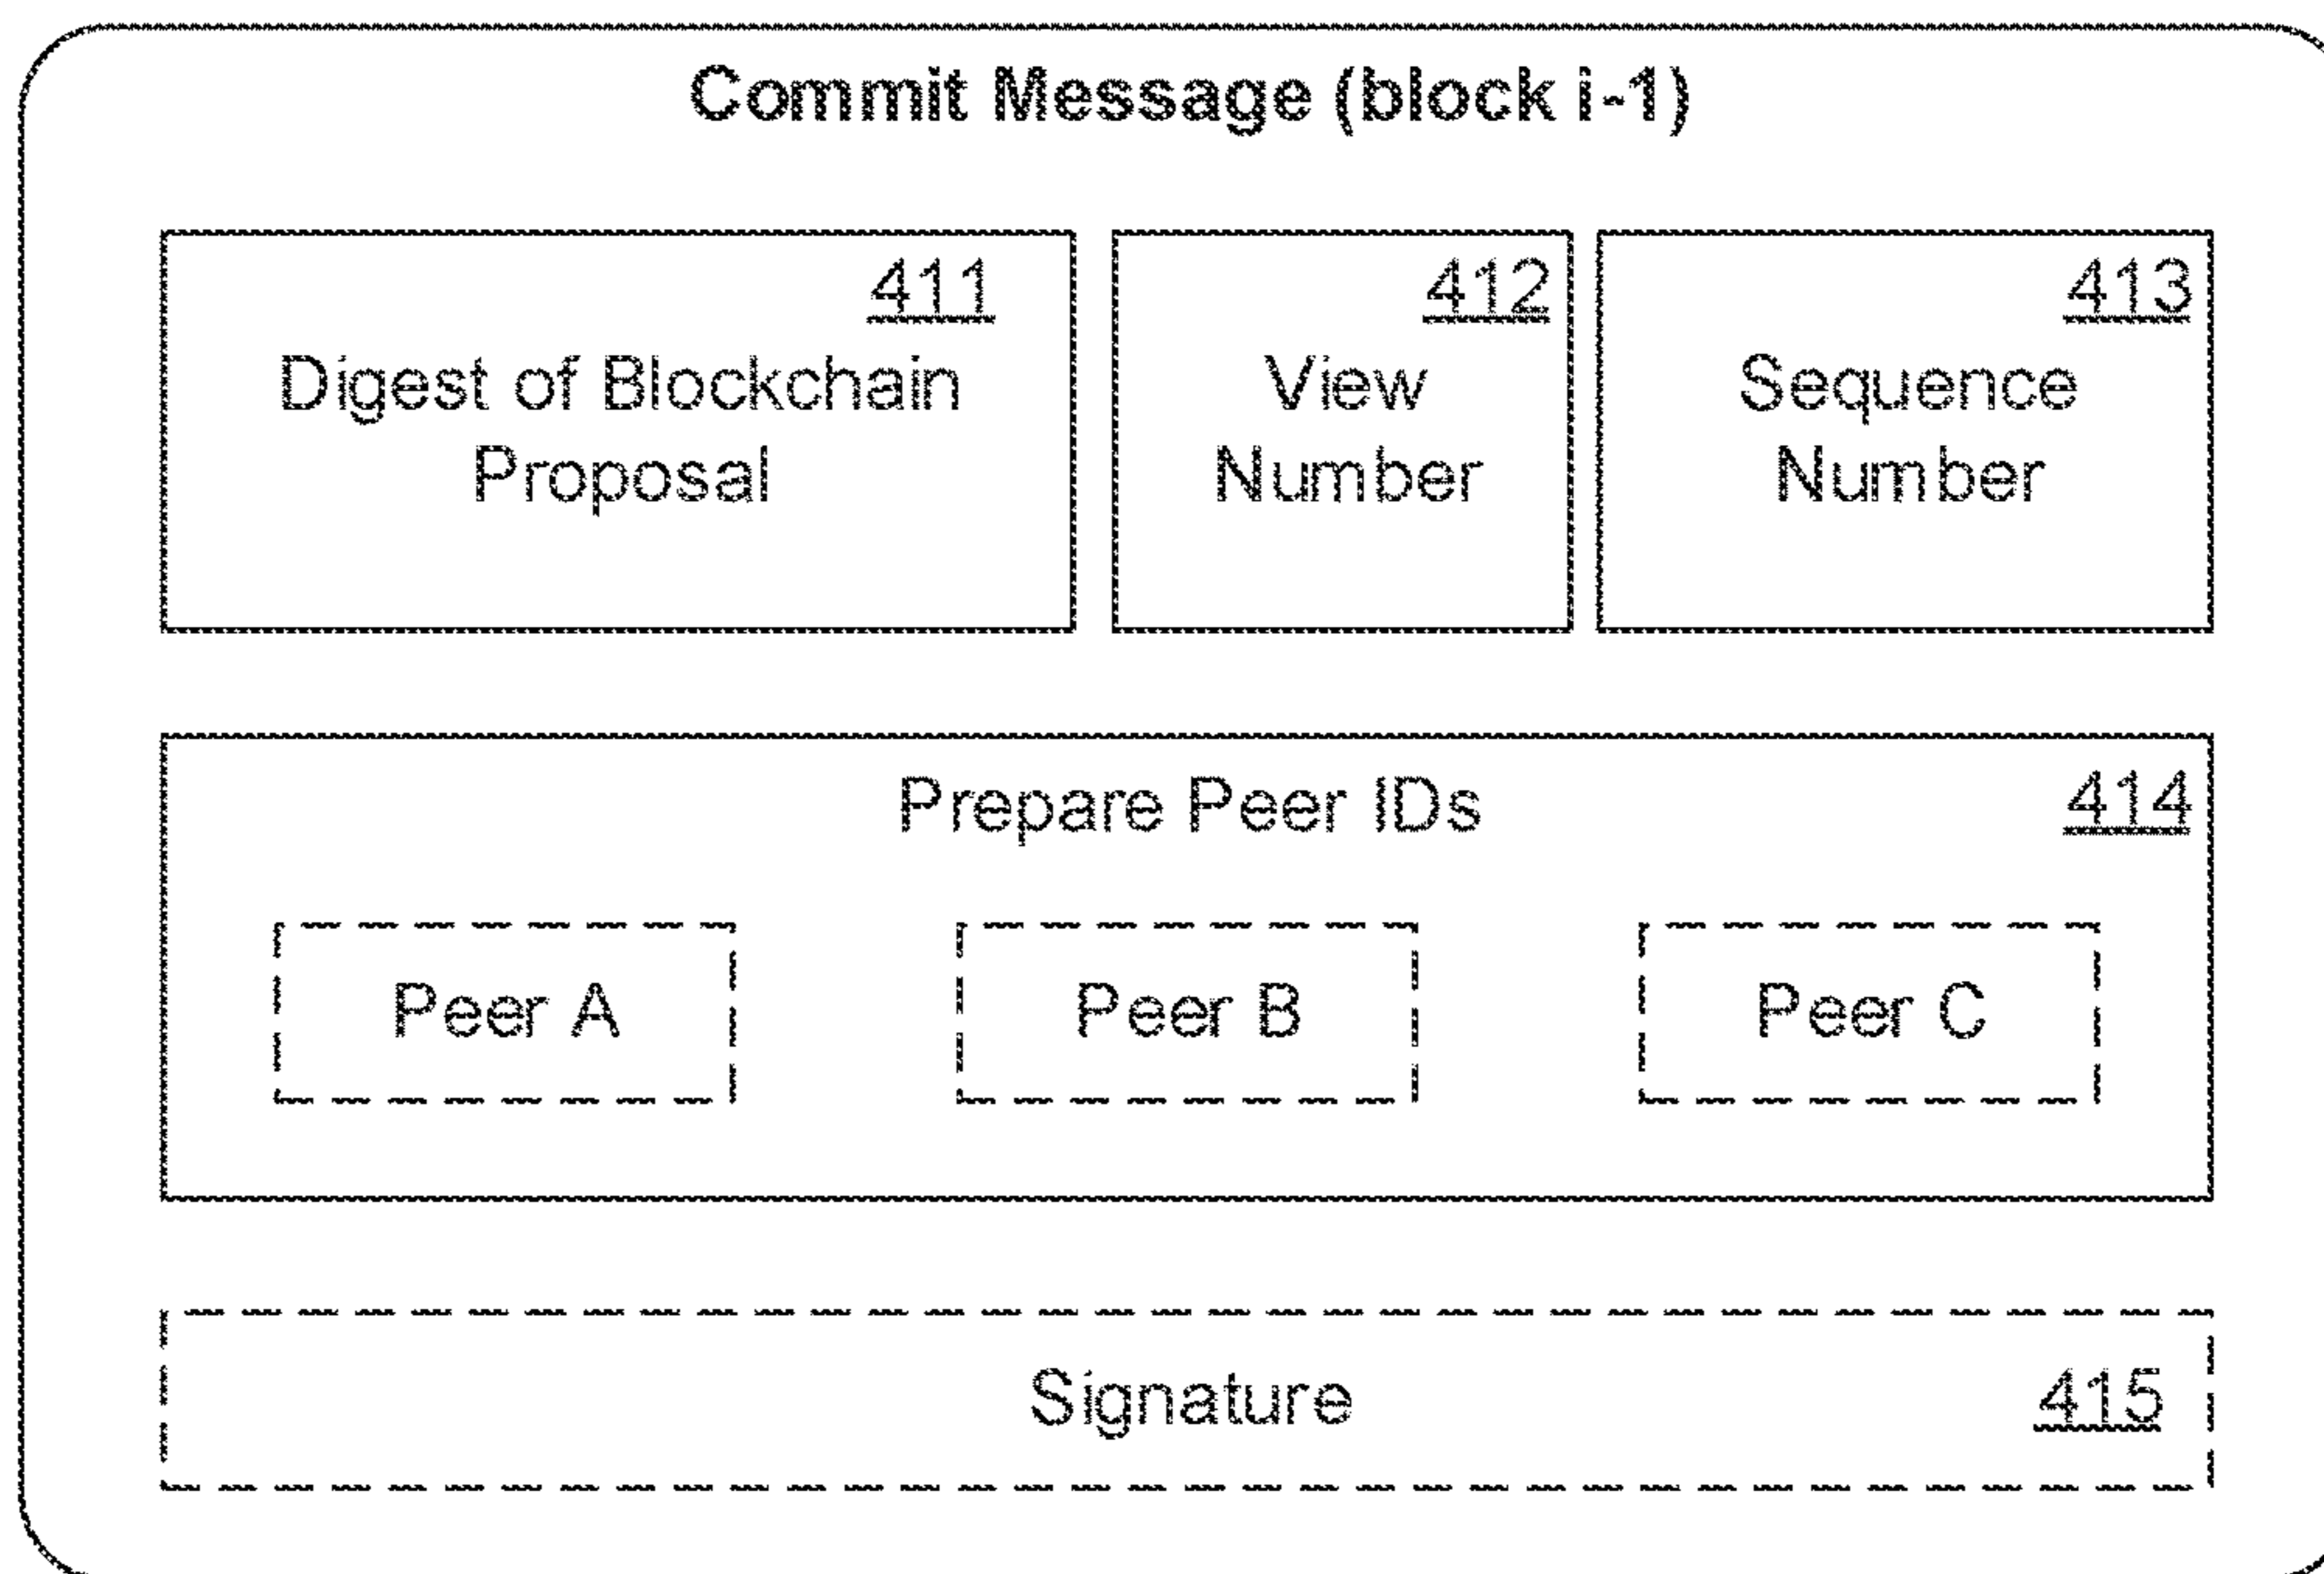 Commit Message (block i-1)
411
Digest of Blockchain
Proposal
412
View
Number
413
Sequence
Number
Prepare Peer IDs
414
Peer A
Peer B
Peer C
Signature
415